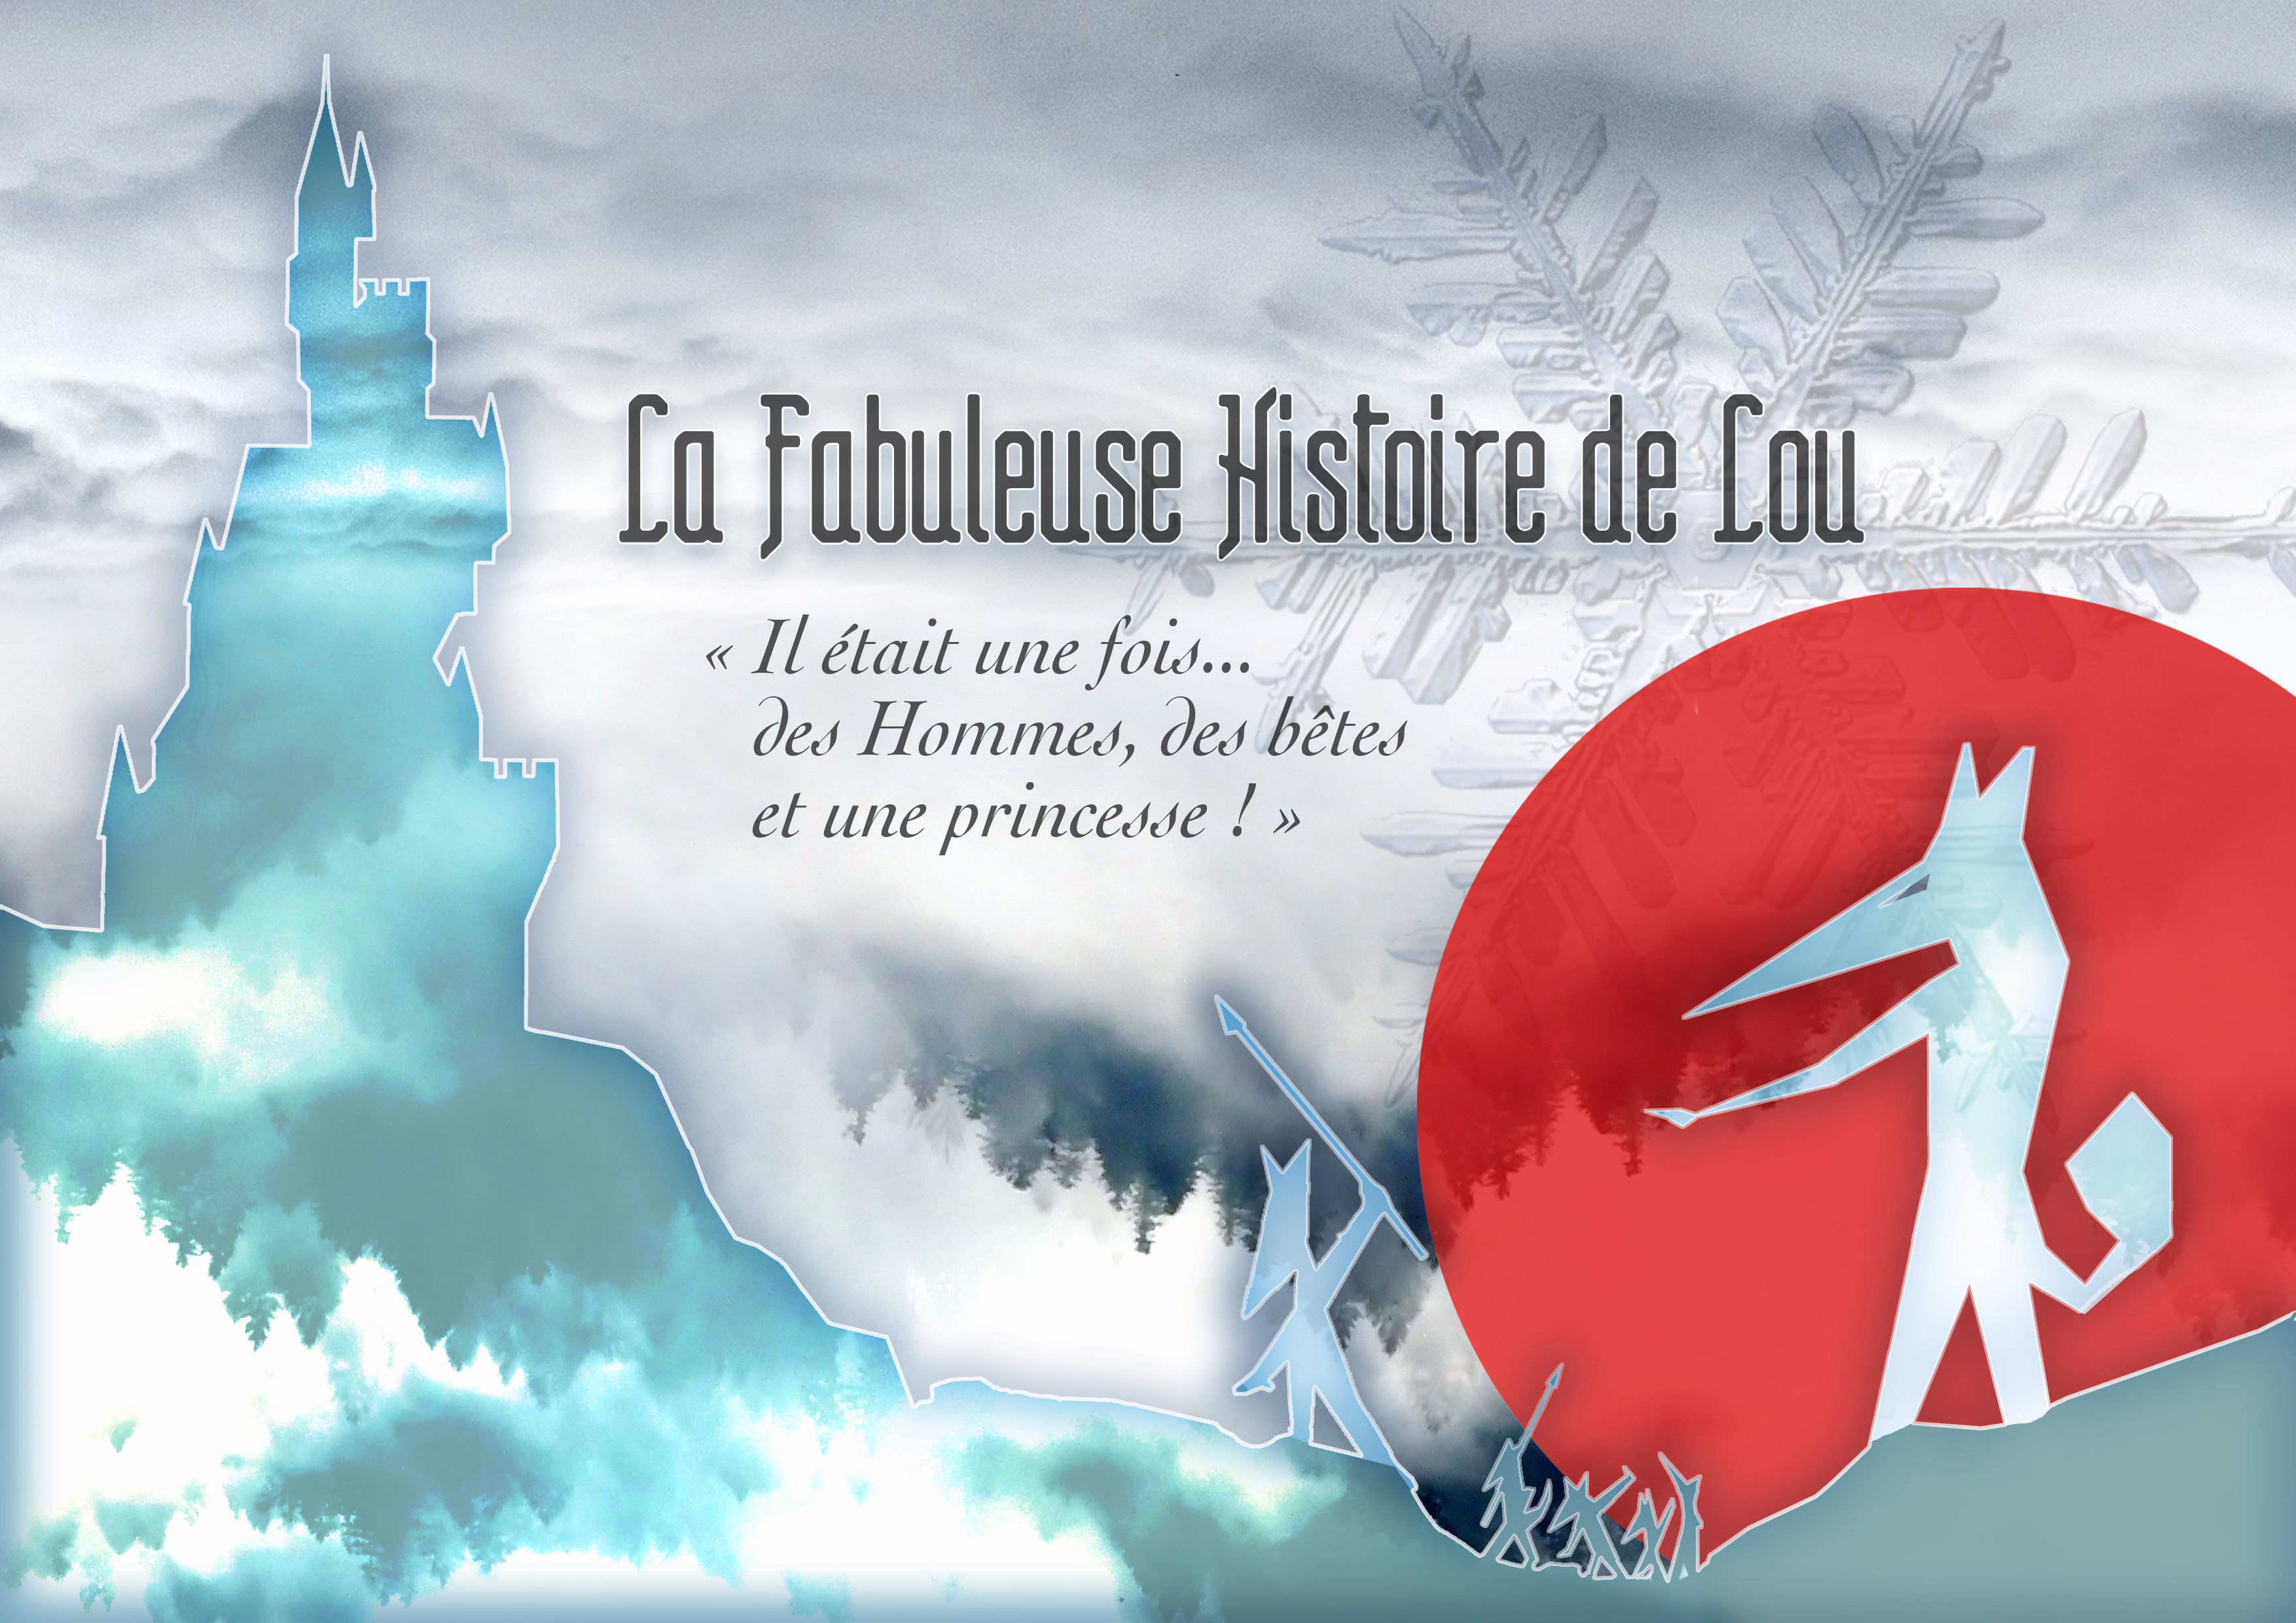 La Fabuleuse Histoire de Lou
« Il était une fois...
des Hommes, des bêtes
et une princesse ! »